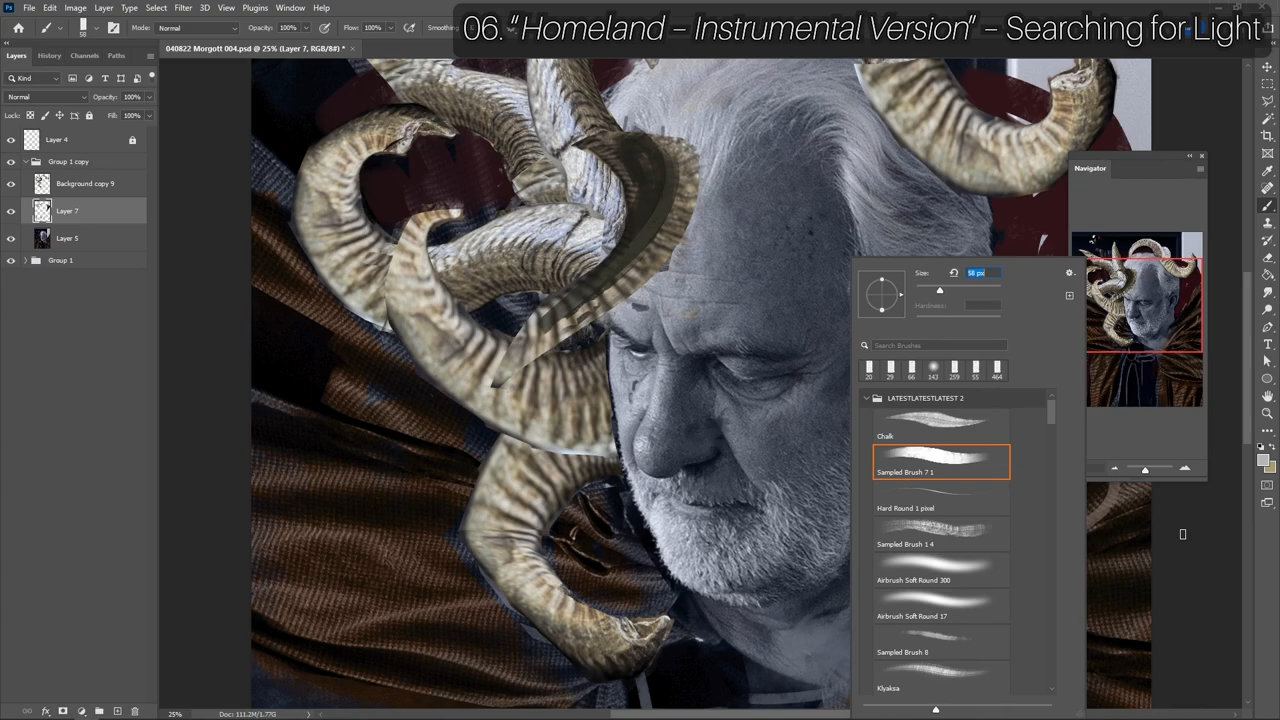 File Edit Image Layer Type Select Filter 3D View Plugins Window Help
06. "Homeland - Instrumental Version" - Searching for Light
58
Mode: Normal
Opacity: 100%
Flow: 100%
Smoothing
Layers History Channels Paths
040822 Morgott 004.psd @ 25% (Layer 7, RGB/8#) *
Kind
Normal
Opacity: 100%
Lock:
Fill: 100%
Layer 4
Group 1 copy
Background copy 9
Layer 7
Layer 5
Group 1
Navigator
Size:
58 px
Hardness:
Search Brushes
20 29 66 143 259 55 464
LATESTLATESTLATEST 2
Chalk
Sampled Brush 7 1
Hard Round 1 pixel
Sampled Brush 1 4
Airbrush Soft Round 300
Airbrush Soft Round 17
Sampled Brush 8
Klyaksa
fx
25%
Doc: 111.2M/1.77G